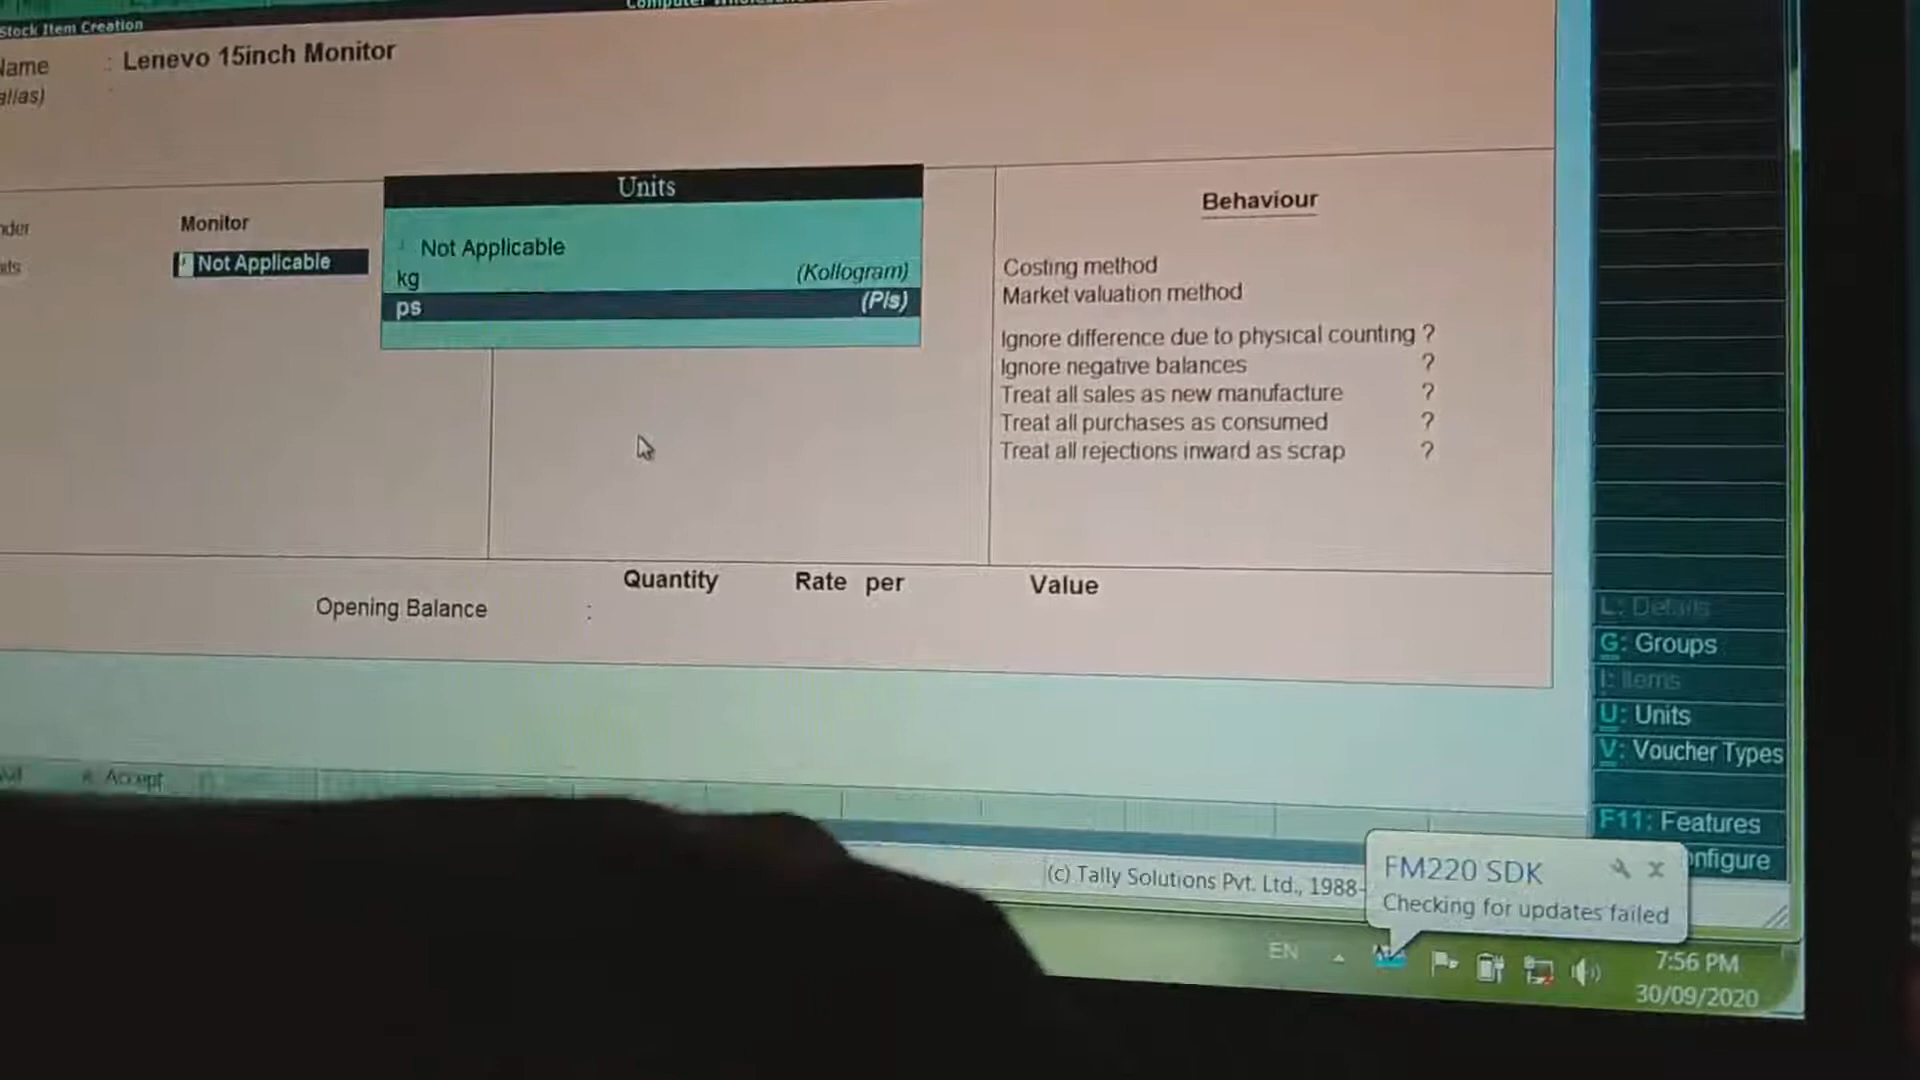 Stock Item Creation
Name : Lenevo 15inch Monitor
alias)
Units
Behaviour
Monitor
Not Applicable
Not Applicable
kg (Kollogram)
ps (Pls)
Costing method
Market valuation method
Ignore difference due to physical counting ?
Ignore negative balances ?
Treat all sales as new manufacture ?
Treat all purchases as consumed ?
Treat all rejections inward as scrap ?
Quantity Rate per Value
Opening Balance :
L: Details
G: Groups
I: Items
U: Units
V: Voucher Types
F11: Features
onfigure
A: Accept
(c) Tally Solutions Pvt. Ltd., 1988-
FM220 SDK
Checking for updates failed
EN
7:56 PM
30/09/2020